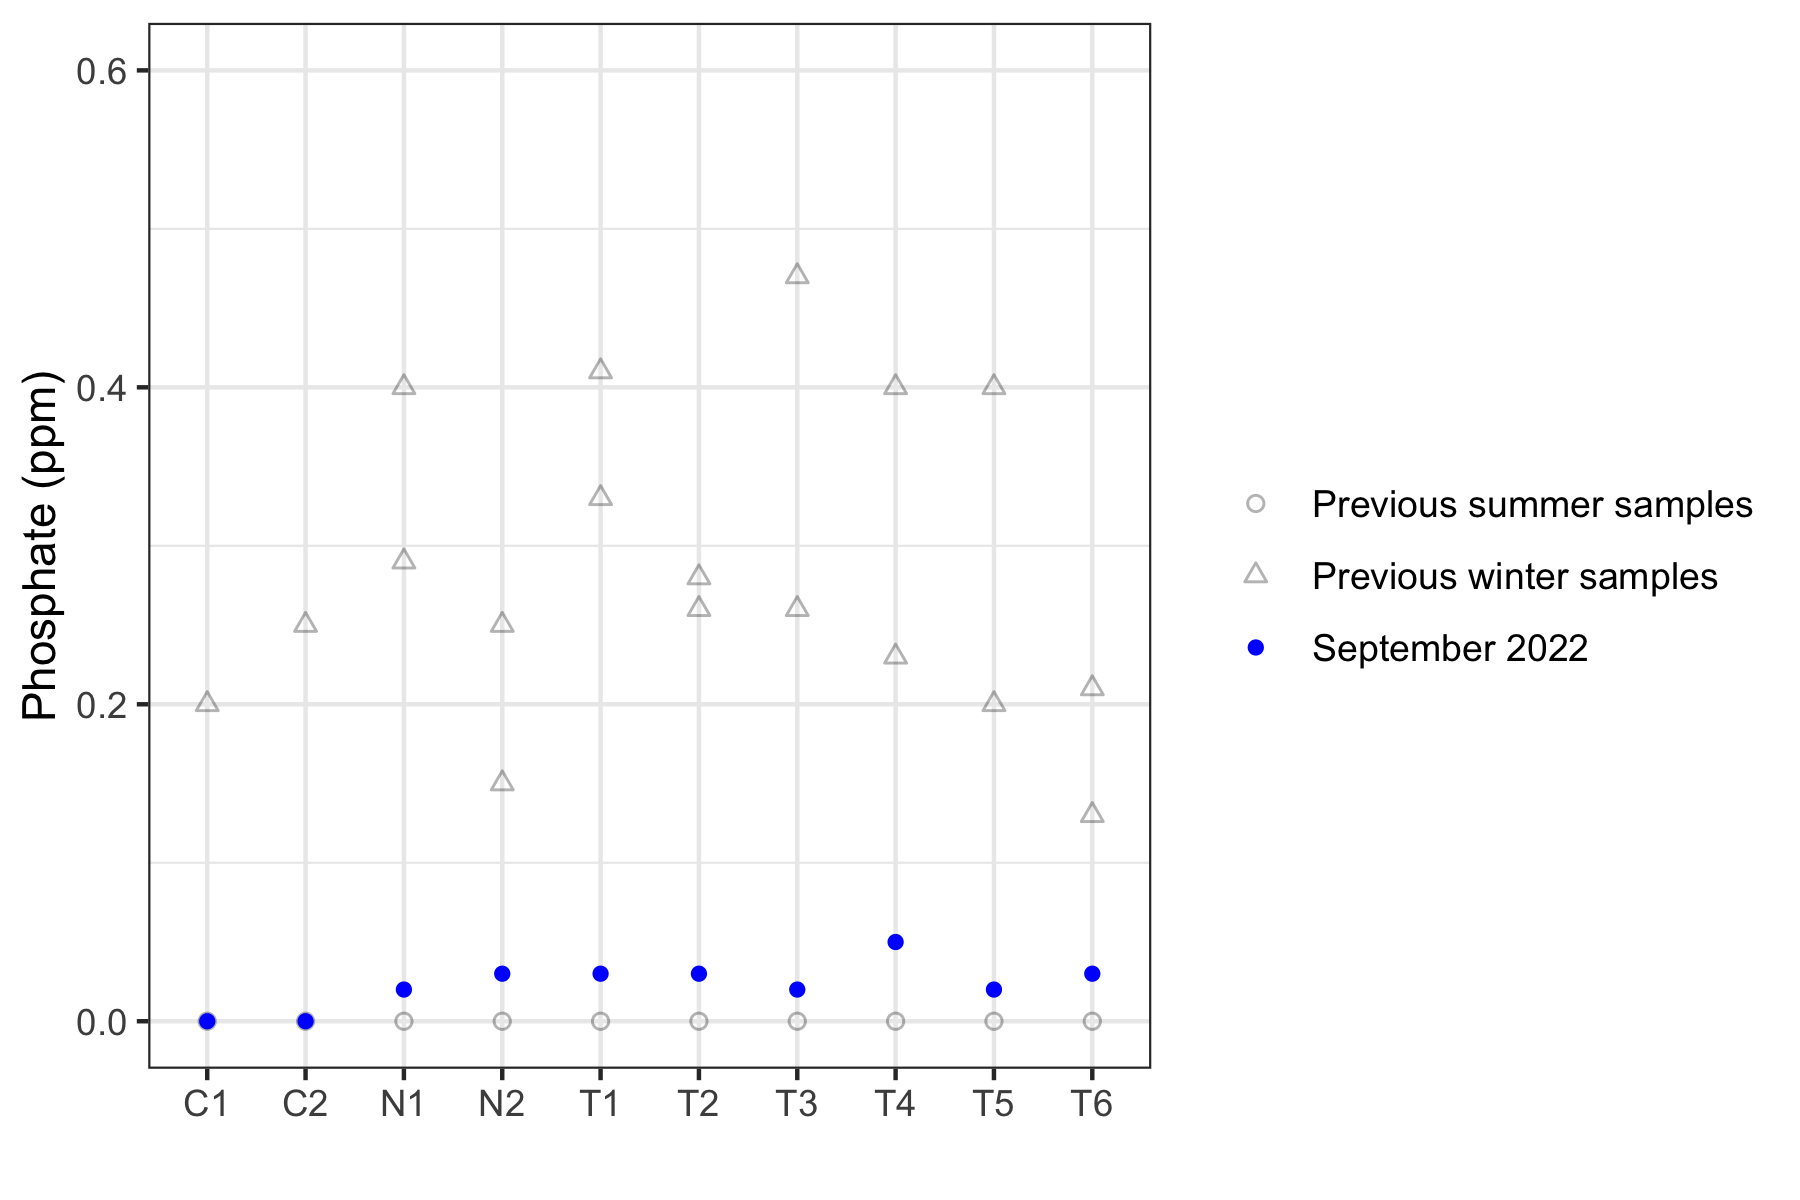 Phosphate (ppm)
0.6
0.4
0.2
0.0
C1 C2 N1 N2 T1 T2 T3 T4 T5 T6
Previous summer samples
Previous winter samples
September 2022